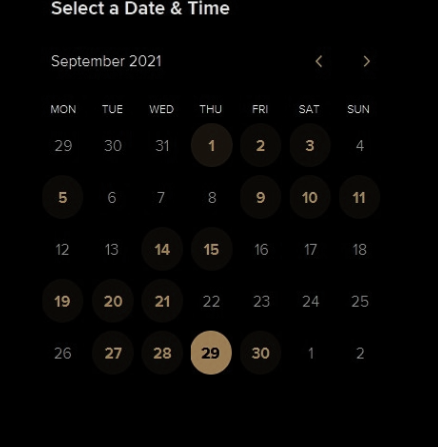 Select a Date & Time
September 2021
MON TUE WED THU FRI SAT SUN
29 30 31 1 2 3 4
5 6 7 8 9 10 11
12 13 14 15 16 17 18
19 20 21 22 23 24 25
26 27 28 29 30 1 2